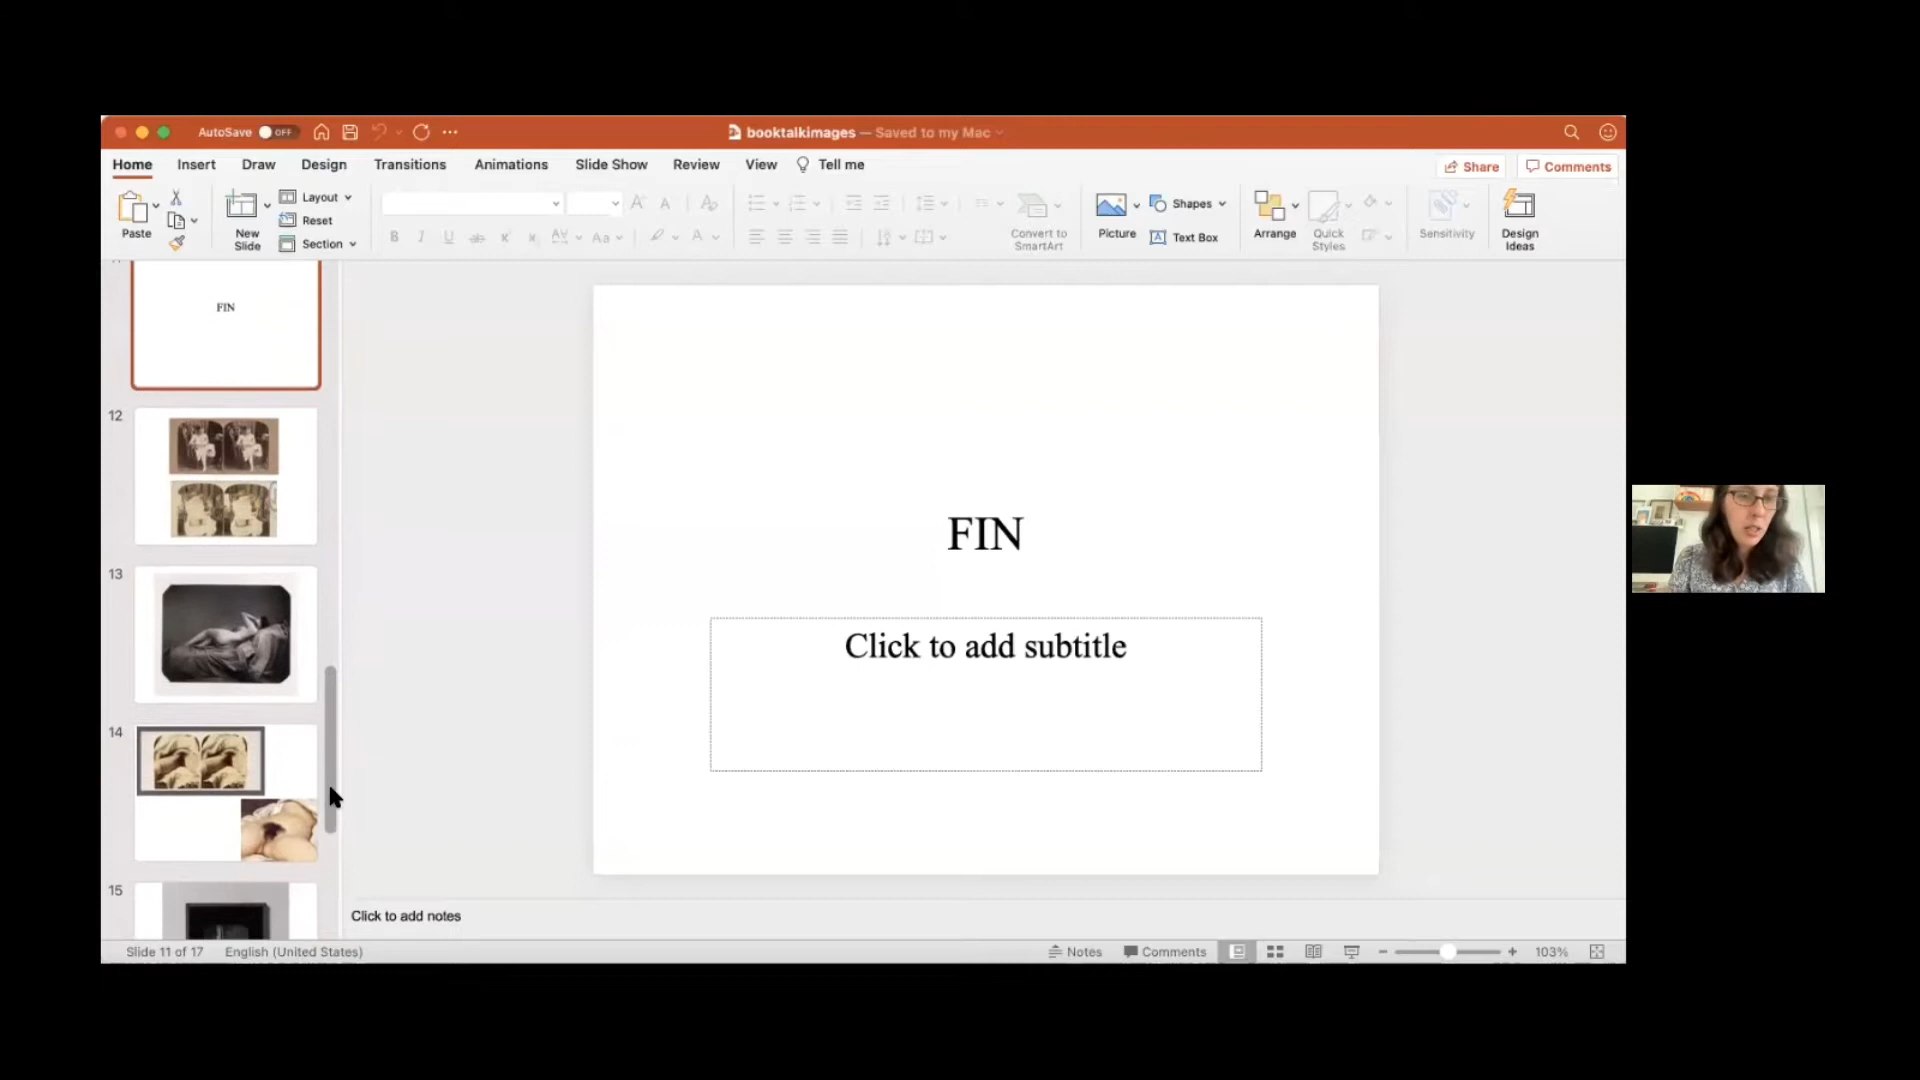 AutoSave OFF
booktalkimages — Saved to my Mac
Home Insert Draw Design Transitions Animations Slide Show Review View Tell me
Share Comments
Paste
New Slide
Layout
Reset
Section
B I U ab
Aa
A
Convert to SmartArt
Picture
Shapes
Text Box
Arrange
Quick Styles
Sensitivity
Design Ideas
FIN
12
13
14
15
FIN
Click to add subtitle
Click to add notes
Slide 11 of 17 English (United States)
Notes Comments 103%